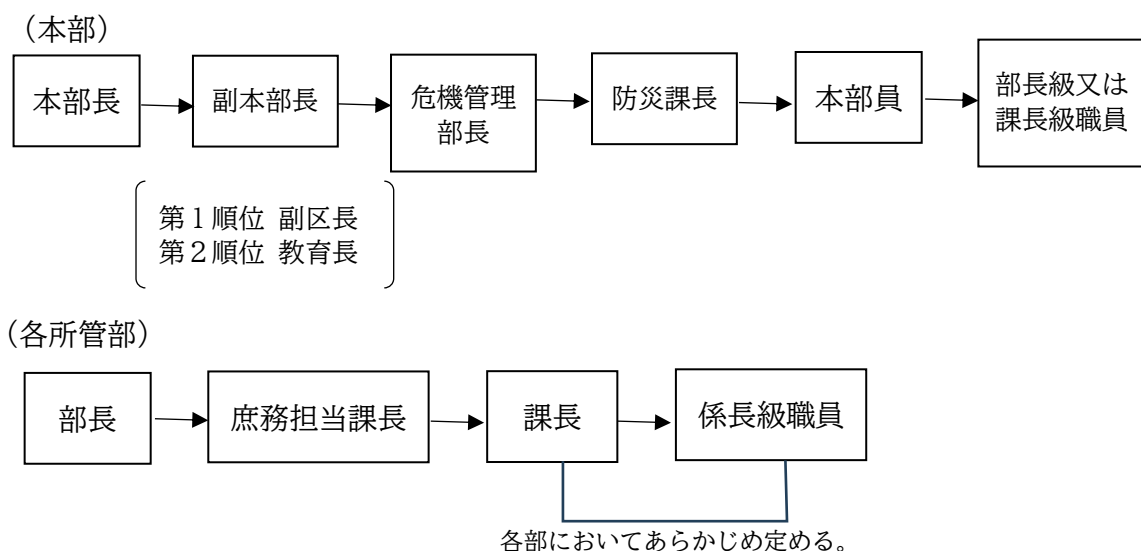 （本部）
本部長
副本部長
危機管理
部長
防災課長
本部員
部長級又は
課長級職員
第１順位 副区長
第２順位 教育長
（各所管部）
部長
庶務担当課長
課長
係長級職員
各部においてあらかじめ定める。